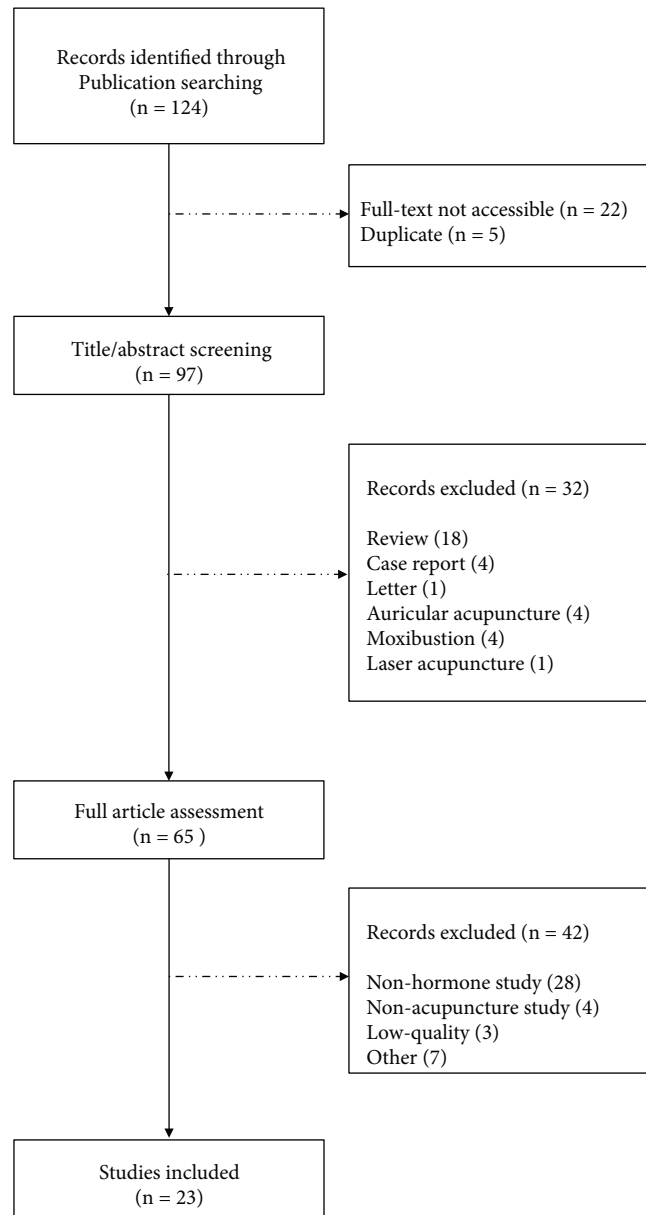 Records identified through
Publication searching
(n = 124)
Full-text not accessible (n = 22)
Duplicate (n = 5)
Title/abstract screening
(n = 97)
Records excluded (n = 32)
Review (18)
Case report (4)
Letter (1)
Auricular acupuncture (4)
Moxibustion (4)
Laser acupuncture (1)
Full article assessment
(n = 65 )
Records excluded (n = 42)
Non-hormone study (28)
Non-acupuncture study (4)
Low-quality (3)
Other (7)
Studies included
(n = 23)